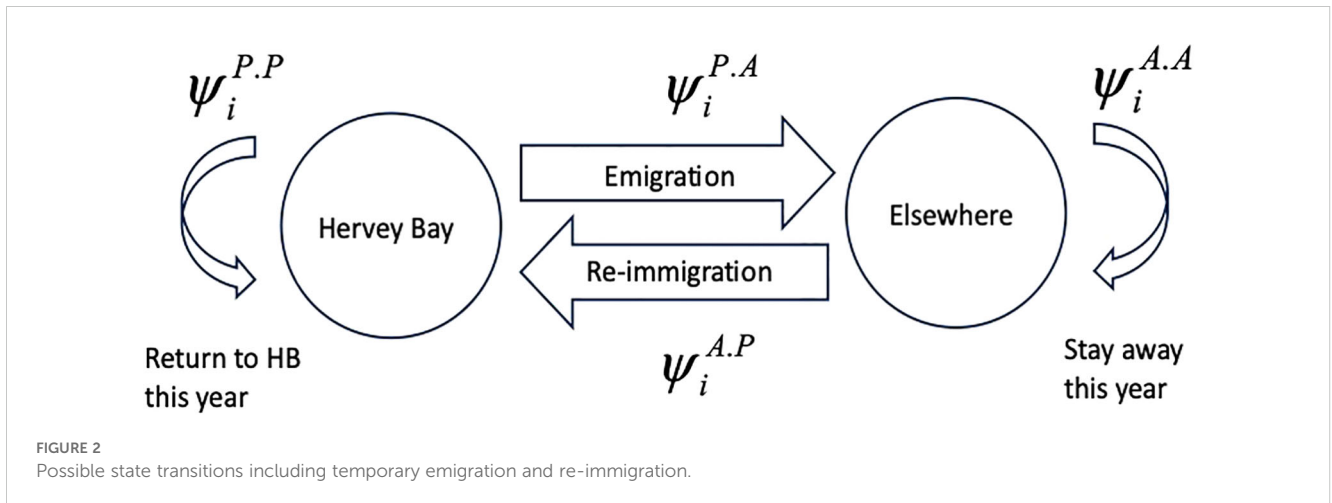 ψ_i^{P.P}
ψ_i^{P.A}
ψ_i^{A.A}
Emigration
Hervey Bay
Elsewhere
Re-immigration
ψ_i^{A.P}
Return to HB
this year
Stay away
this year
FIGURE 2
Possible state transitions including temporary emigration and re-immigration.